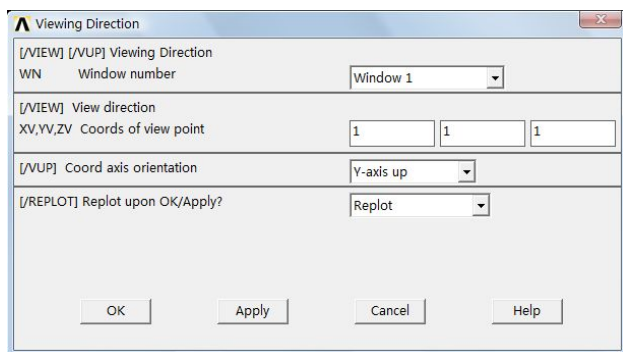 Viewing Direction
[/VIEW] [/VUP] Viewing Direction
WN Window number Window 1
[/VIEW] View direction
XV,YV,ZV Coords of view point 1 1 1
[/VUP] Coord axis orientation Y-axis up
[/REPLOT] Replot upon OK/Apply? Replot
OK Apply Cancel Help